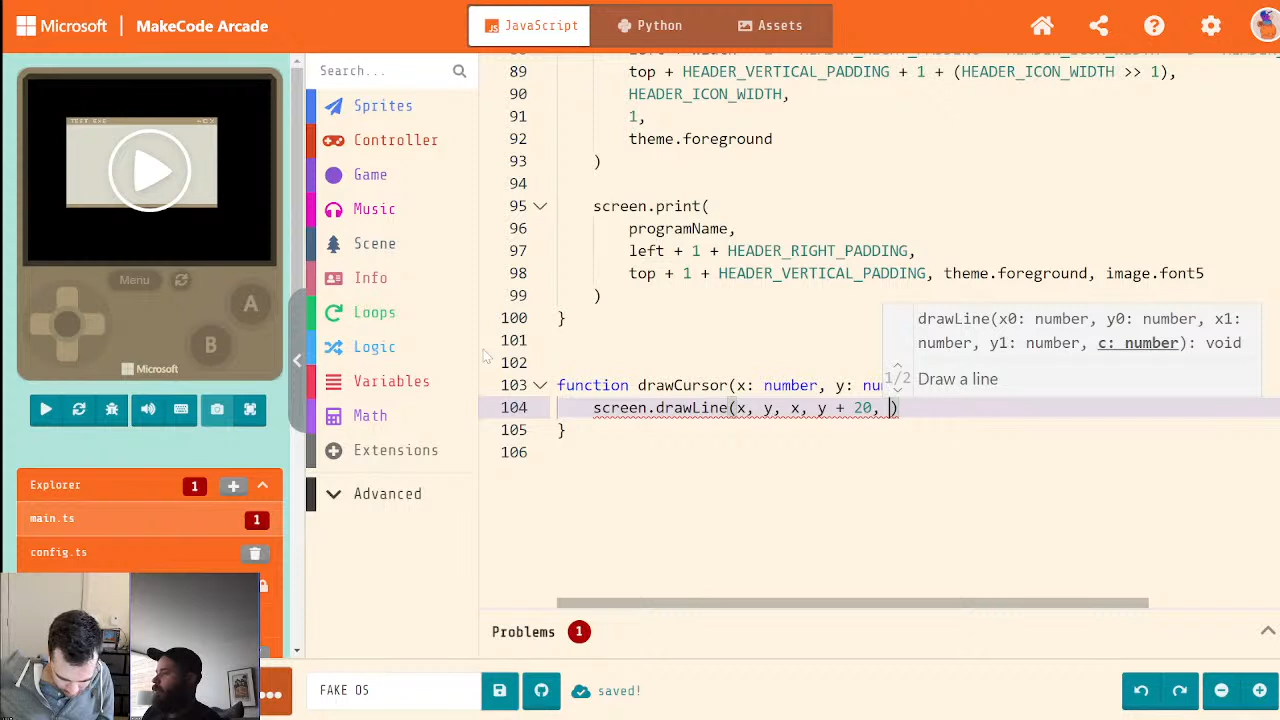 Microsoft | MakeCode Arcade
JavaScript
Python
Assets
Search...
Sprites
Controller
Game
Music
Scene
Info
Loops
Logic
Variables
Math
Extensions
Advanced
Menu
A
B
Microsoft
Explorer 1
main.ts 1
config.ts
89 top + HEADER_VERTICAL_PADDING + 1 + (HEADER_ICON_WIDTH >> 1),
90 HEADER_ICON_WIDTH,
91 1,
92 theme.foreground
93 )
94
95 screen.print(
96 programName,
97 left + 1 + HEADER_RIGHT_PADDING,
98 top + 1 + HEADER_VERTICAL_PADDING, theme.foreground, image.font5
99 )
100 }
101
102
103 function drawCursor(x: number, y: nu
104 screen.drawLine(x, y, x, y + 20, )
105 }
106
drawLine(x0: number, y0: number, x1:
number, y1: number, c: number): void
1/2 Draw a line
Problems 1
FAKE OS
saved!